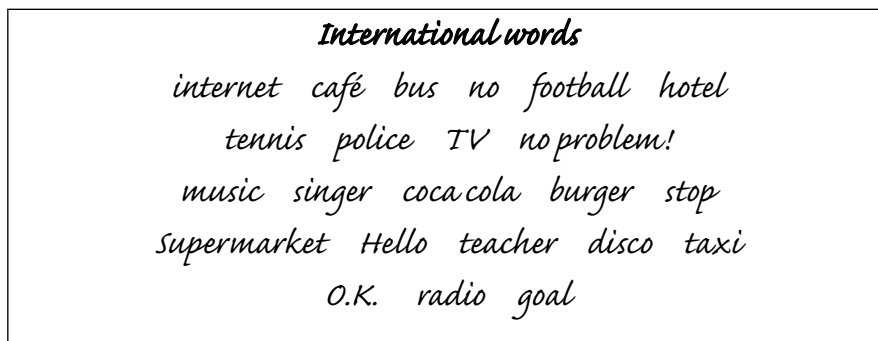 International words
internet café bus no football hotel
tennis police TV no problem!
music singer coca cola burger stop
Supermarket Hello teacher disco taxi
O.K. radio goal